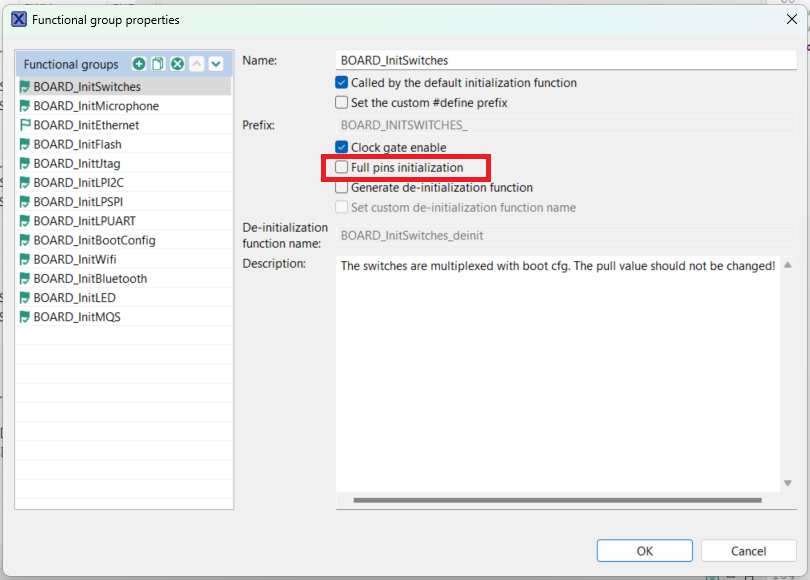 Functional group properties
Functional groups
BOARD_InitSwitches
BOARD_InitMicrophone
BOARD_InitEthernet
BOARD_InitFlash
BOARD_InittJtag
BOARD_InitLPI2C
BOARD_InitLPSPI
BOARD_InitLPUART
BOARD_InitBootConfig
BOARD_InitWifi
BOARD_InitBluetooth
BOARD_InitLED
BOARD_InitMQS
Name: BOARD_InitSwitches
Called by the default initialization function
Set the custom #define prefix
Prefix: BOARD_INITSWITCHES_
Clock gate enable
Full pins initialization
Generate de-initialization function
Set custom de-initialization function name
De-initialization
function name: BOARD_InitSwitches_deinit
Description: The switches are multiplexed with boot cfg. The pull value should not be changed!
OK Cancel